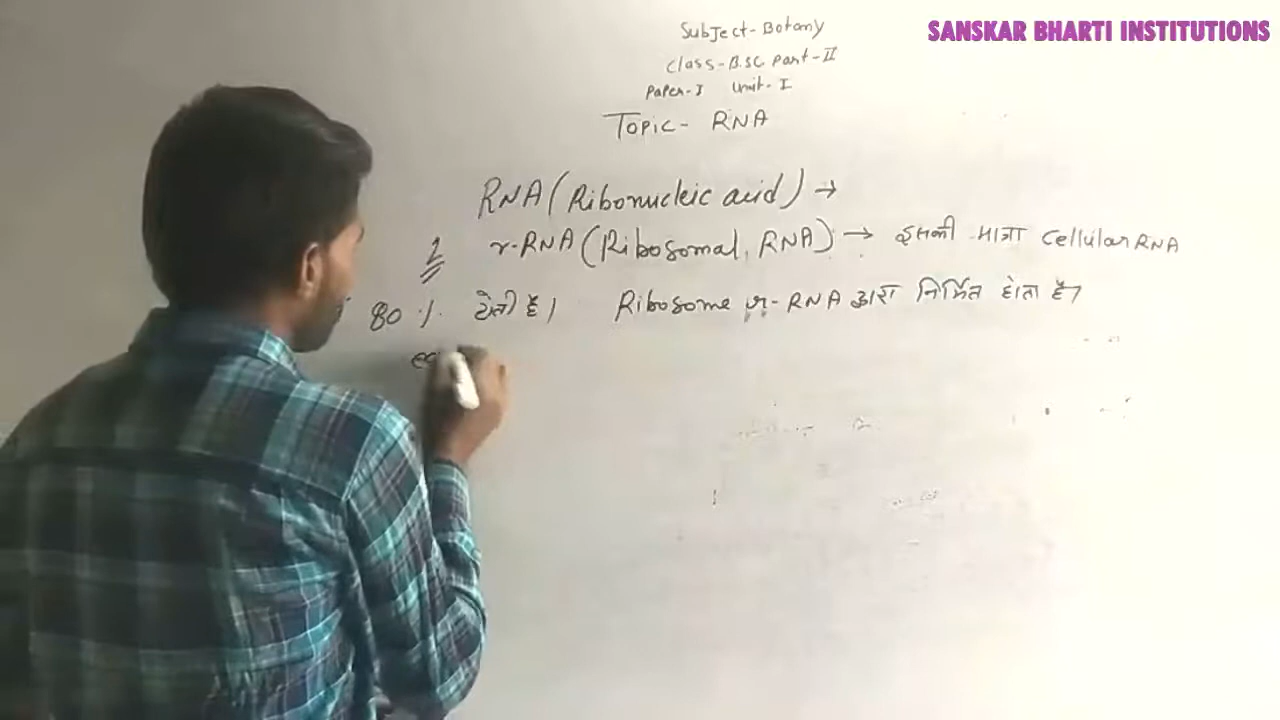 SANSKAR BHARTI INSTITUTIONS
Subject-Botany
Class-B.SC. Part-II
Paper-I Unit-I
Topic- RNA
RNA (Ribonucleic acid) →
1 r-RNA (Ribosomal, RNA) → इसकी मात्रा Cellular RNA
80 % होती है। Ribosome r-RNA द्वारा निर्मित होता है।